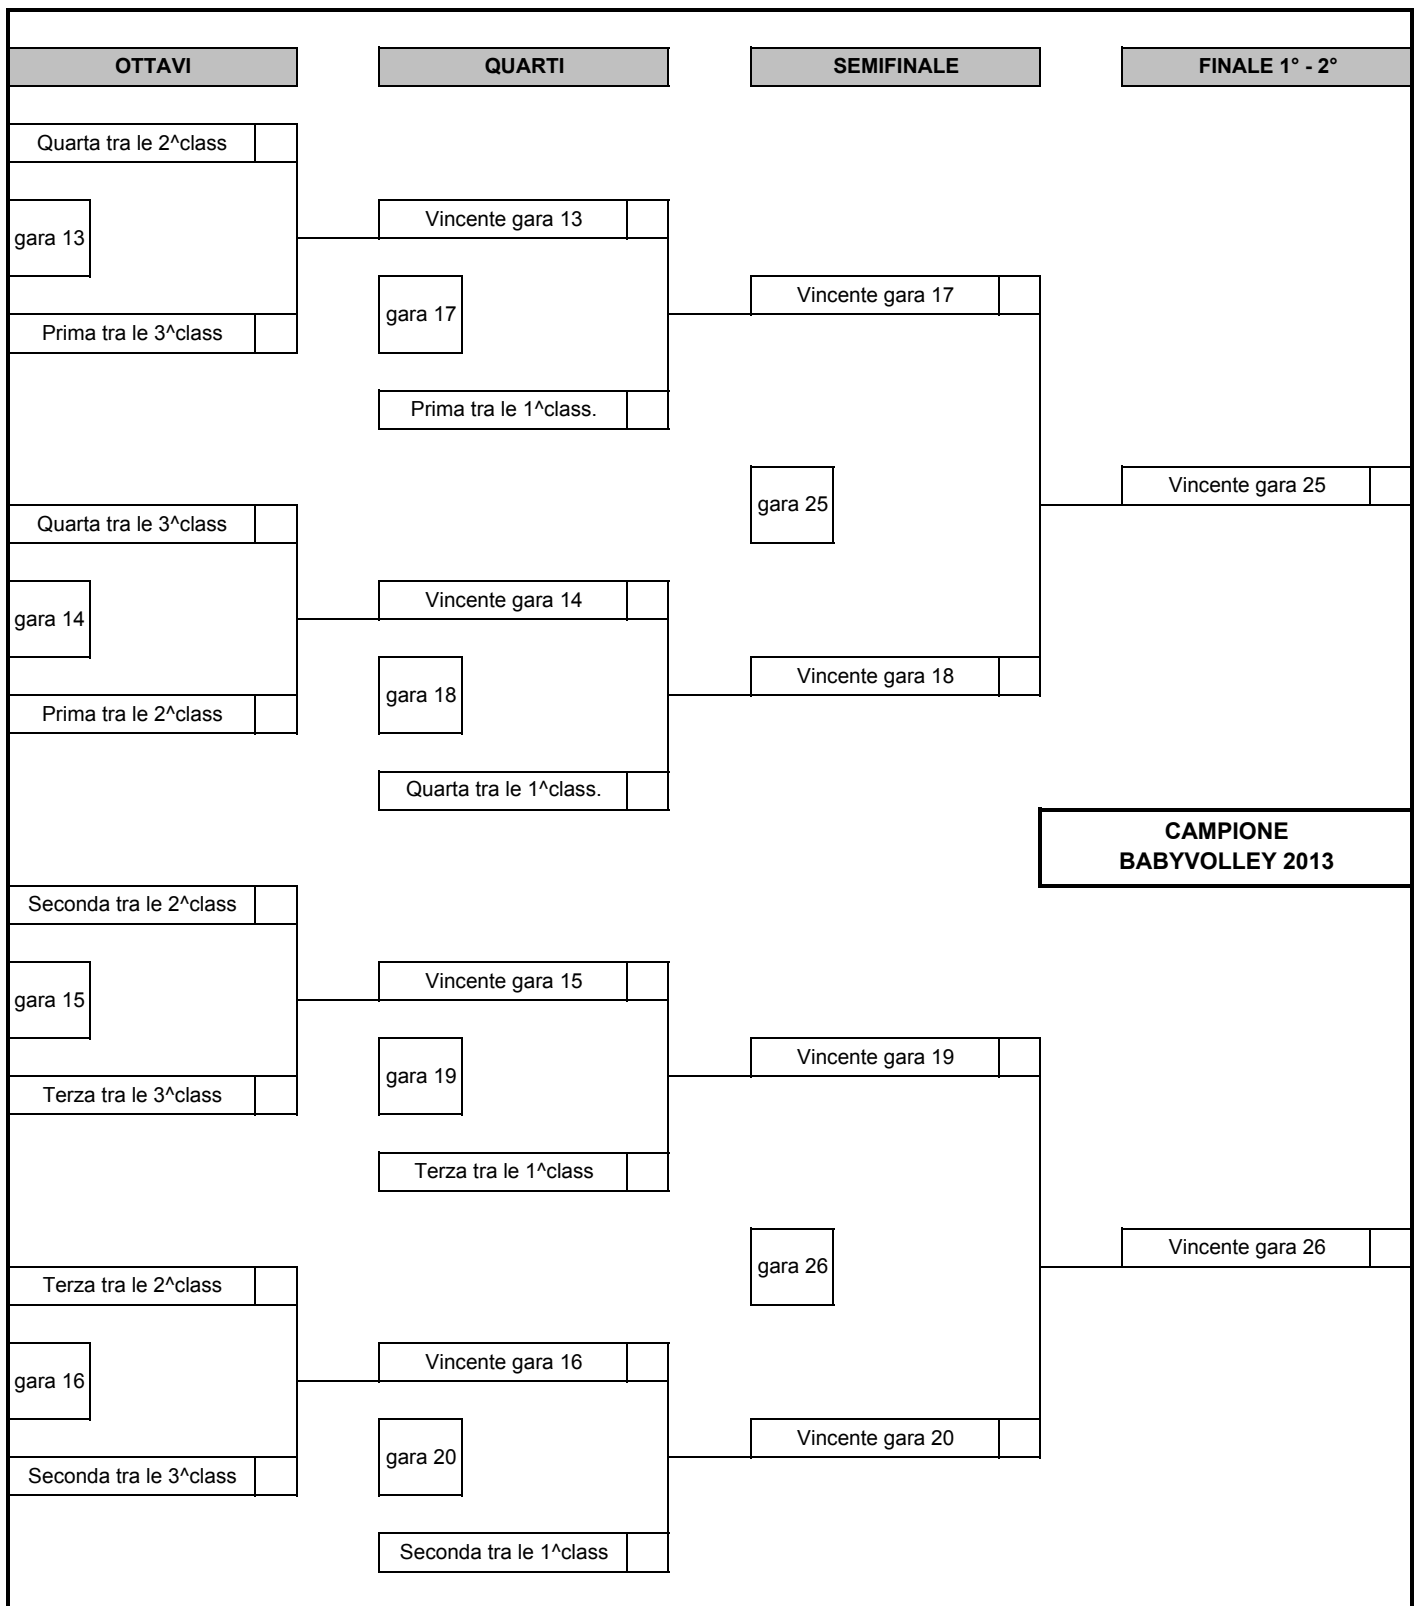 OTTAVI
QUARTI
SEMIFINALE
FINALE 1° - 2°
Quarta tra le 2^class
Vincente gara 13
gara 13
Vincente gara 17
gara 17
Prima tra le 3^class
Prima tra le 1^class.
Vincente gara 25
gara 25
Quarta tra le 3^class
Vincente gara 14
gara 14
Vincente gara 18
gara 18
Prima tra le 2^class
Quarta tra le 1^class.
CAMPIONE
BABYVOLLEY 2013
Seconda tra le 2^class
Vincente gara 15
gara 15
Vincente gara 19
gara 19
Terza tra le 3^class
Terza tra le 1^class
Vincente gara 26
gara 26
Terza tra le 2^class
Vincente gara 16
gara 16
Vincente gara 20
gara 20
Seconda tra le 3^class
Seconda tra le 1^class